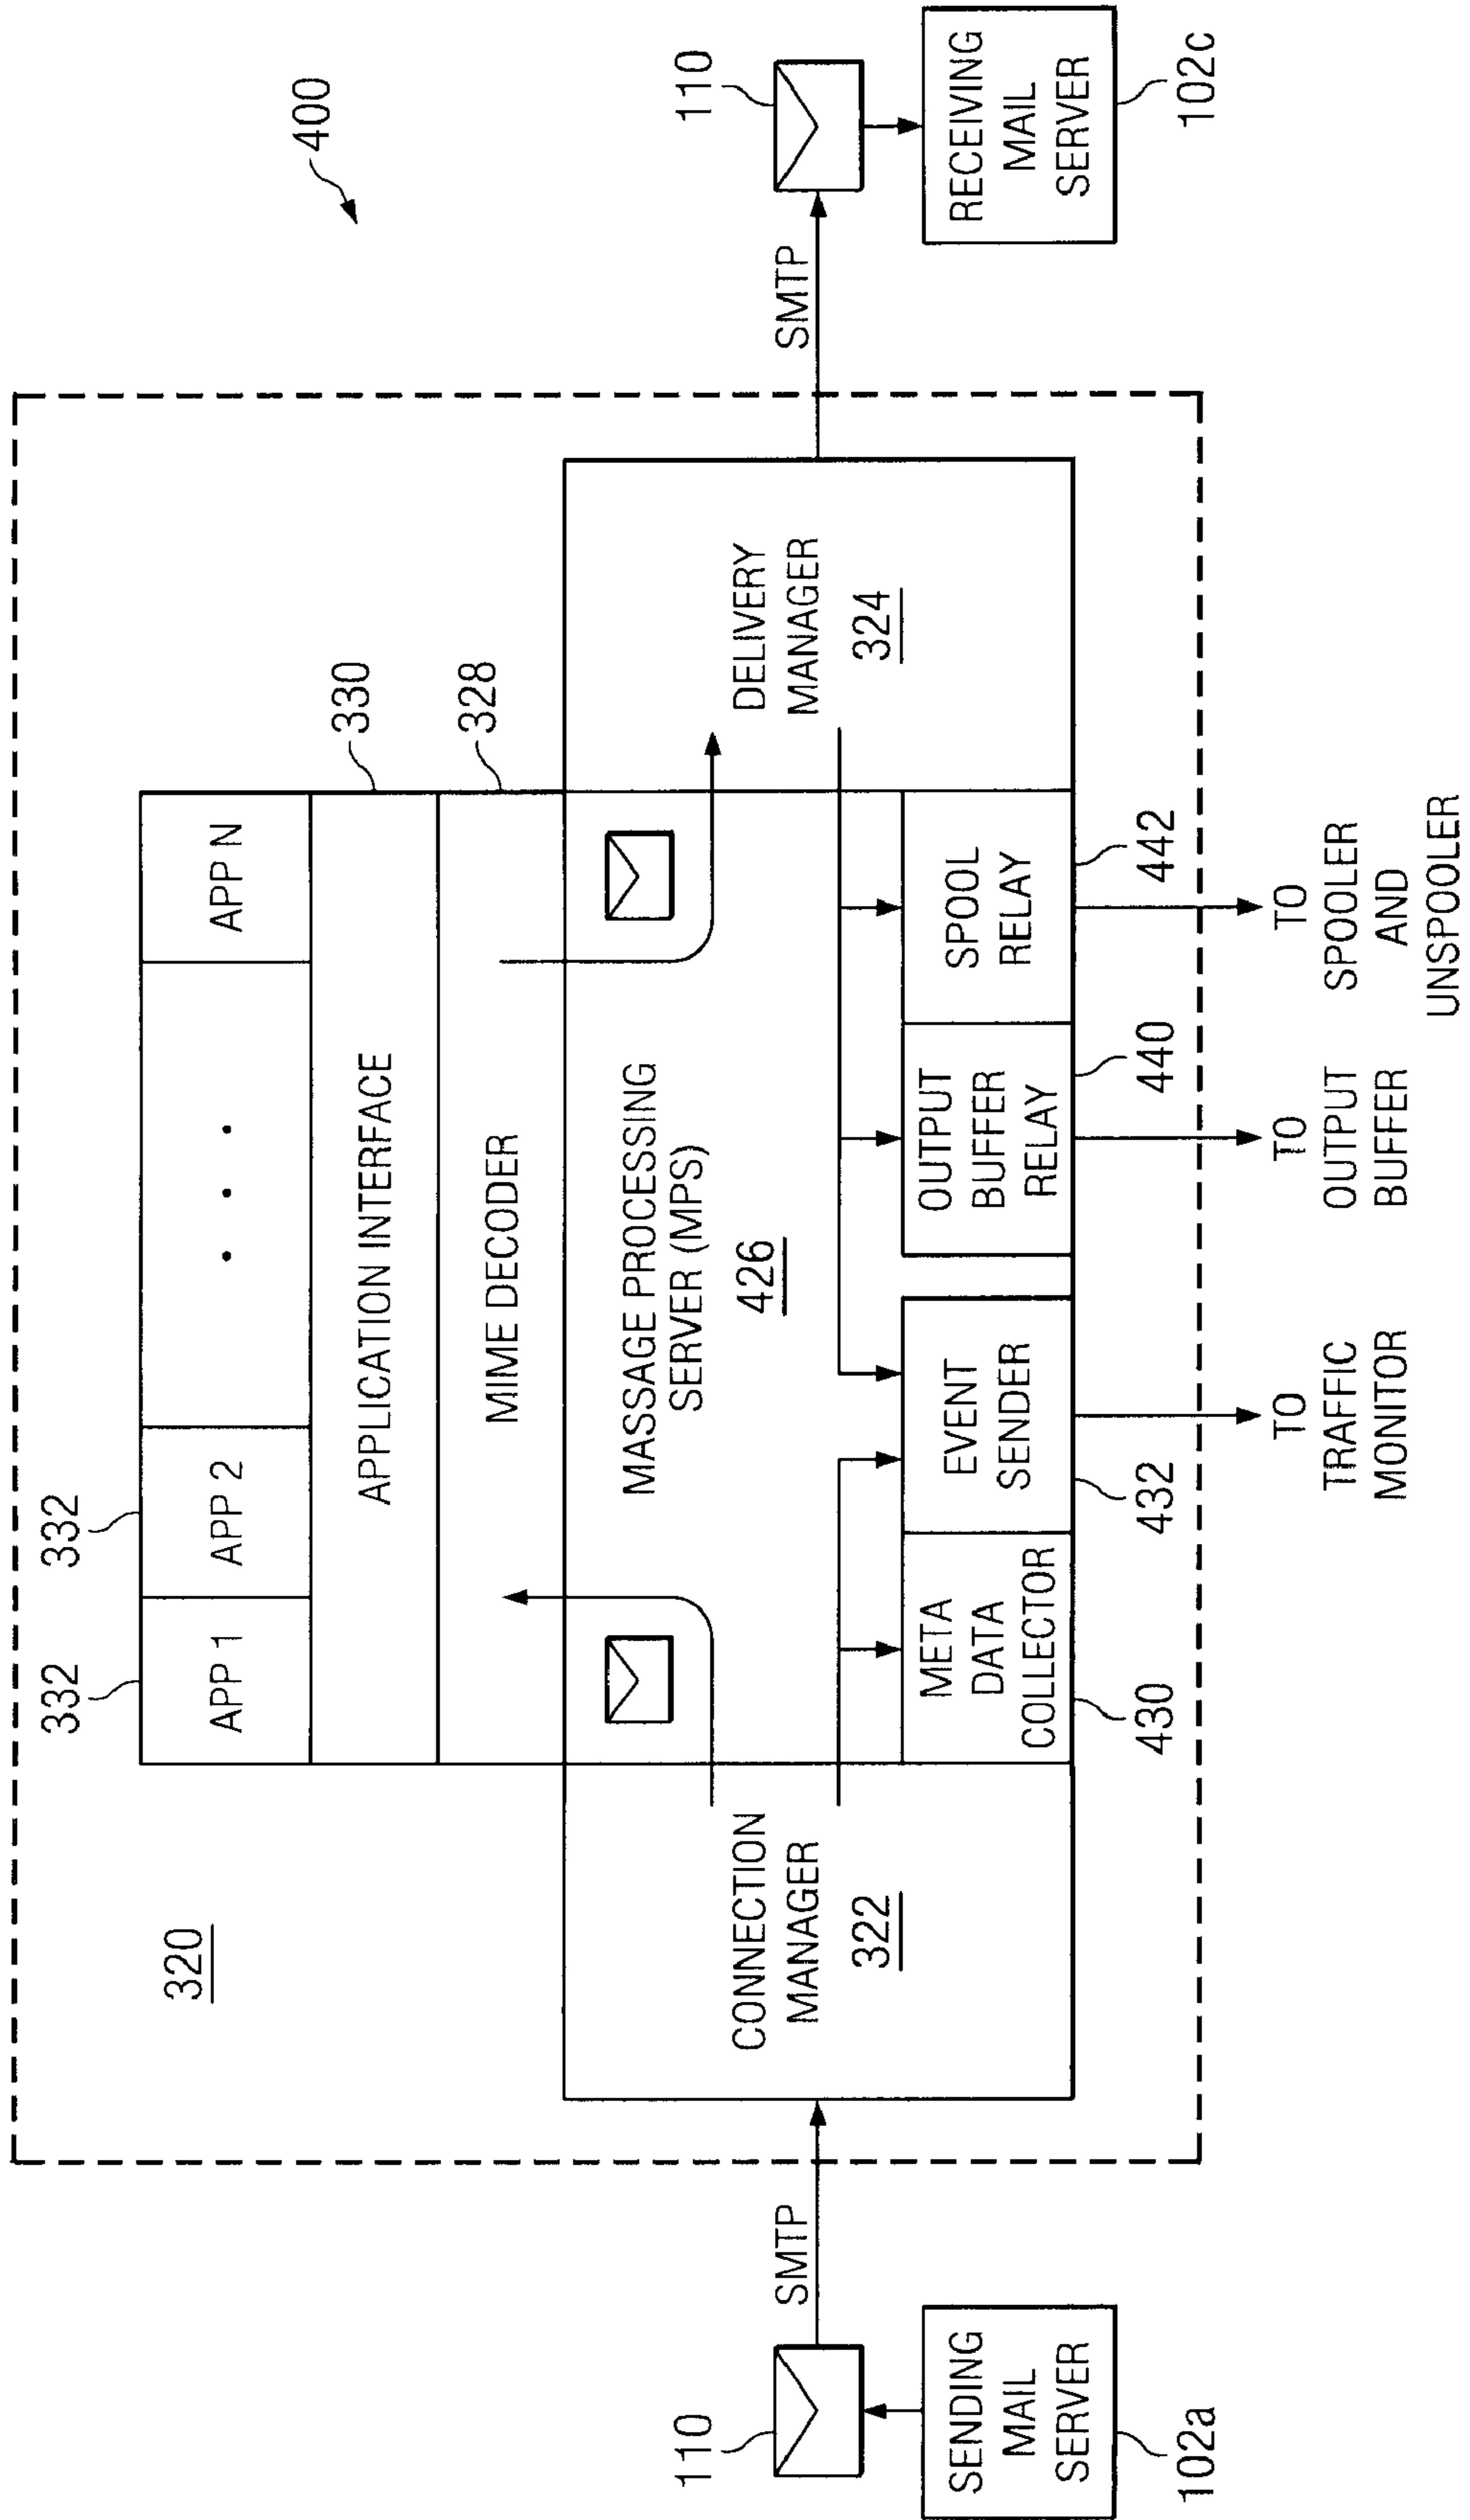 400
320
332
332
APP 1
APP 2
• • •
APP N
APPLICATION INTERFACE
330
MIME DECODER
328
MASSAGE PROCESSING
SERVER (MPS)
426
CONNECTION
MANAGER
322
DELIVERY
MANAGER
324
110
SMTP
SENDING
MAIL
SERVER
102a
SMTP
110
RECEIVING
MAIL
SERVER
102c
META
DATA
COLLECTOR
430
EVENT
SENDER
432
OUTPUT
BUFFER
RELAY
440
SPOOL
RELAY
442
TO
TRAFFIC
MONITOR
TO
OUTPUT
BUFFER
TO
SPOOLER
AND
UNSPOOLER